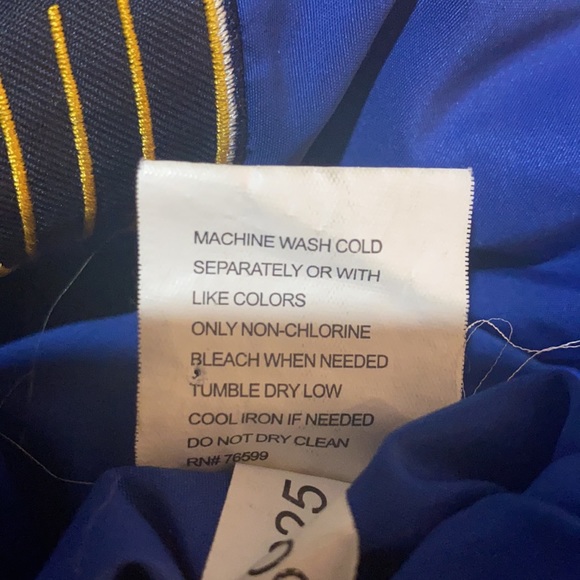 MACHINE WASH COLD
SEPARATELY OR WITH
LIKE COLORS
ONLY NON-CHLORINE
BLEACH WHEN NEEDED
TUMBLE DRY LOW
COOL IRON IF NEEDED
DO NOT DRY CLEAN
RN# 76599